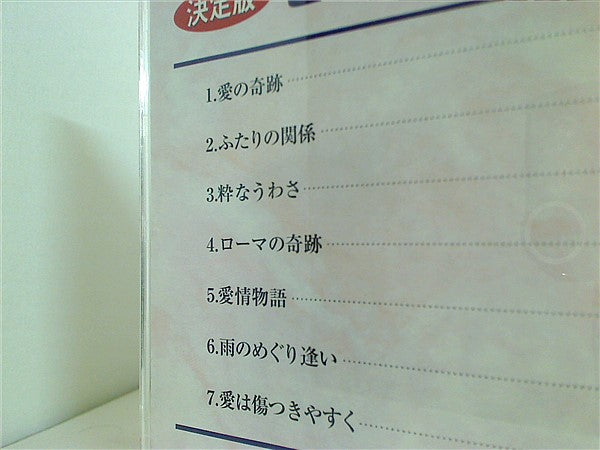 決定版
1.愛の奇跡
2.ふたりの関係
3.粋なうわさ
4.ローマの奇跡
5.愛情物語
6.雨のめぐり逢い
7.愛は傷つきやすく